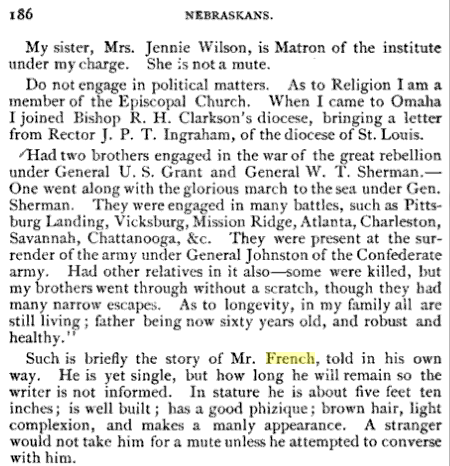 186 NEBRASKANS.
My sister, Mrs. Jennie Wilson, is Matron of the institute
under my charge. She is not a mute.
Do not engage in political matters. As to Religion I am a
member of the Episcopal Church. When I came to Omaha
I joined Bishop R. H. Clarkson's diocese, bringing a letter
from Rector J. P. T. Ingraham, of the diocese of St. Louis.
Had two brothers engaged in the war of the great rebellion
under General U. S. Grant and General W. T. Sherman.—
One went along with the glorious march to the sea under Gen.
Sherman. They were engaged in many battles, such as Pitts-
burg Landing, Vicksburg, Mission Ridge, Atlanta, Charleston,
Savannah, Chattanooga, &c. They were present at the sur-
render of the army under General Johnston of the Confederate
army. Had other relatives in it also—some were killed, but
my brothers went through without a scratch, though they had
many narrow escapes. As to longevity, in my family all are
still living; father being now sixty years old, and robust and
healthy."
Such is briefly the story of Mr. French, told in his own
way. He is yet single, but how long he will remain so the
writer is not informed. In stature he is about five feet ten
inches; is well built; has a good phizique; brown hair, light
complexion, and makes a manly appearance. A stranger
would not take him for a mute unless he attempted to converse
with him.